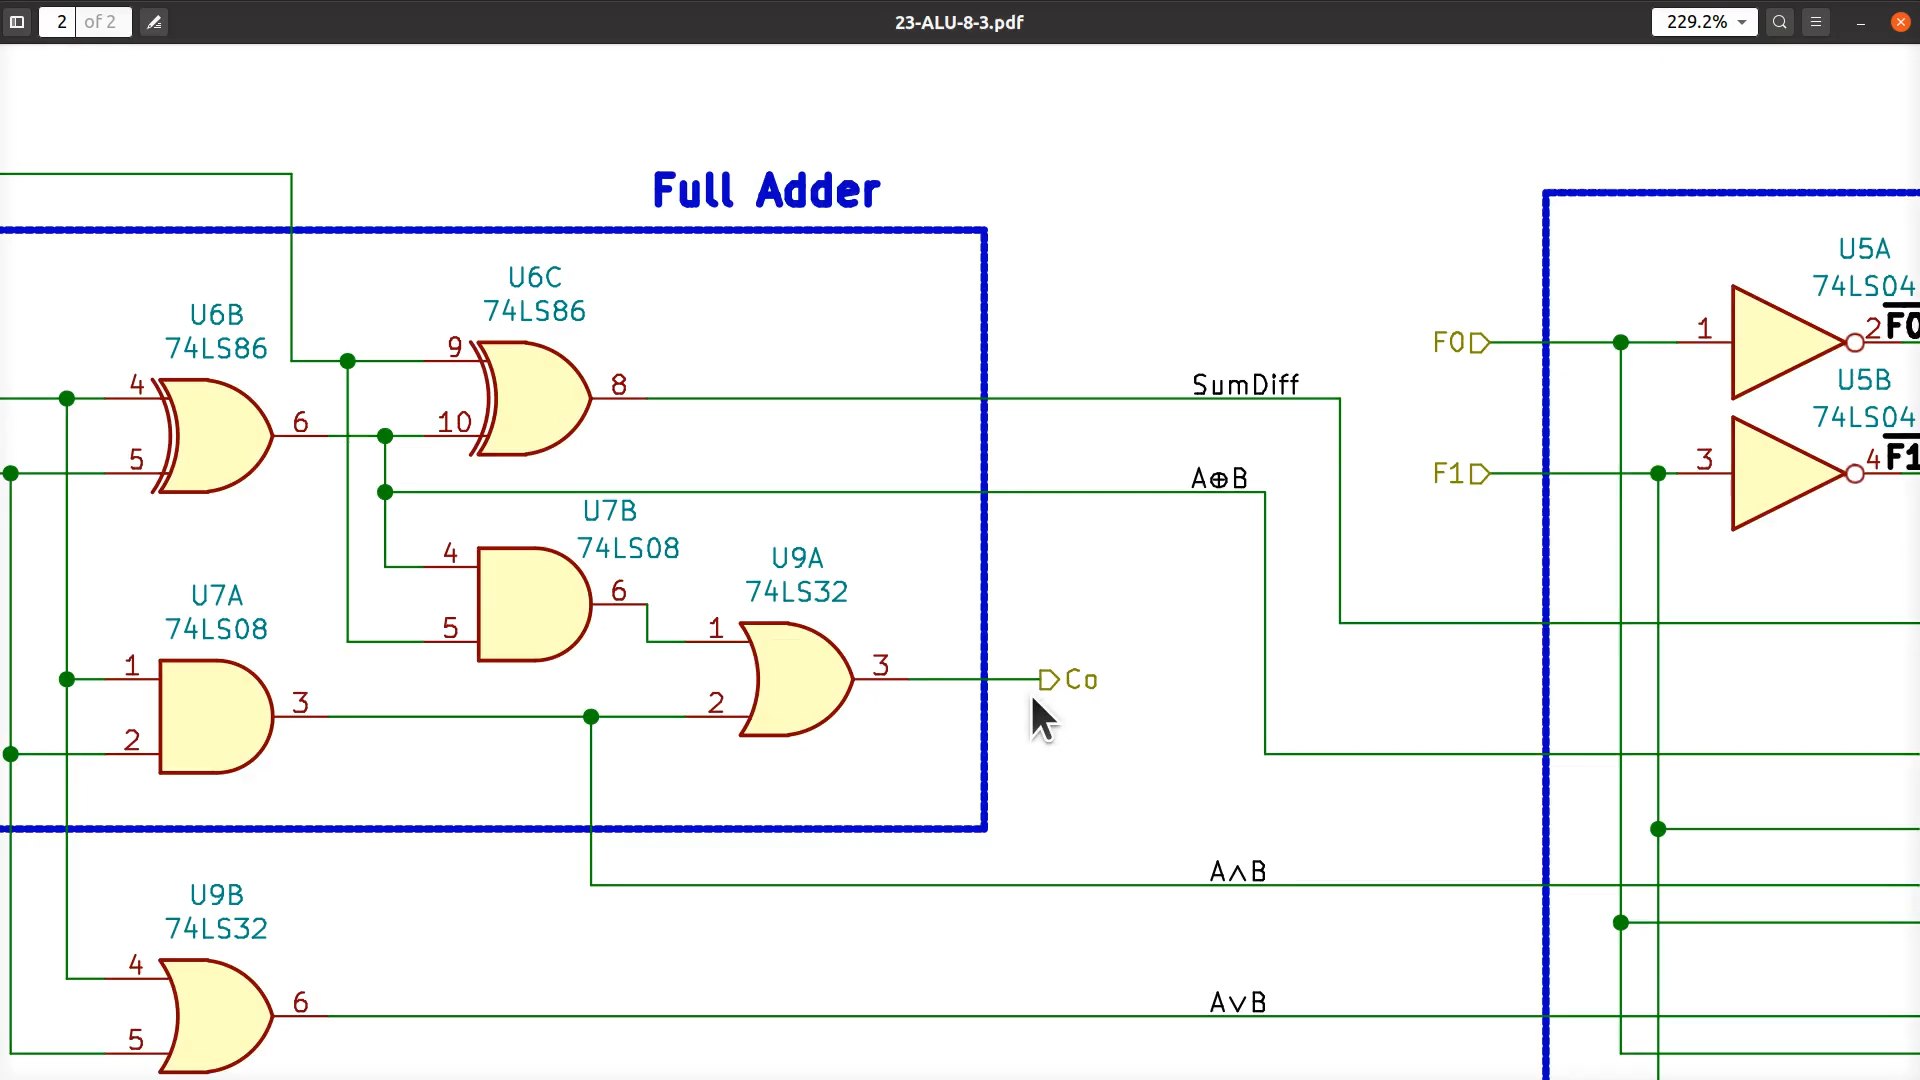 2 of 2
23-ALU-8-3.pdf
229.2%
Full Adder
U6C
74LS86
9
10
8
U6B
74LS86
4
5
6
SumDiff
A⊕B
U7B
74LS08
4
5
6
U9A
74LS32
1
2
3
Co
U7A
74LS08
1
2
3
A∧B
U9B
74LS32
4
5
6
A∨B
F0
F1
U5A
74LS04
1
2
F0
U5B
74LS04
3
4
F1